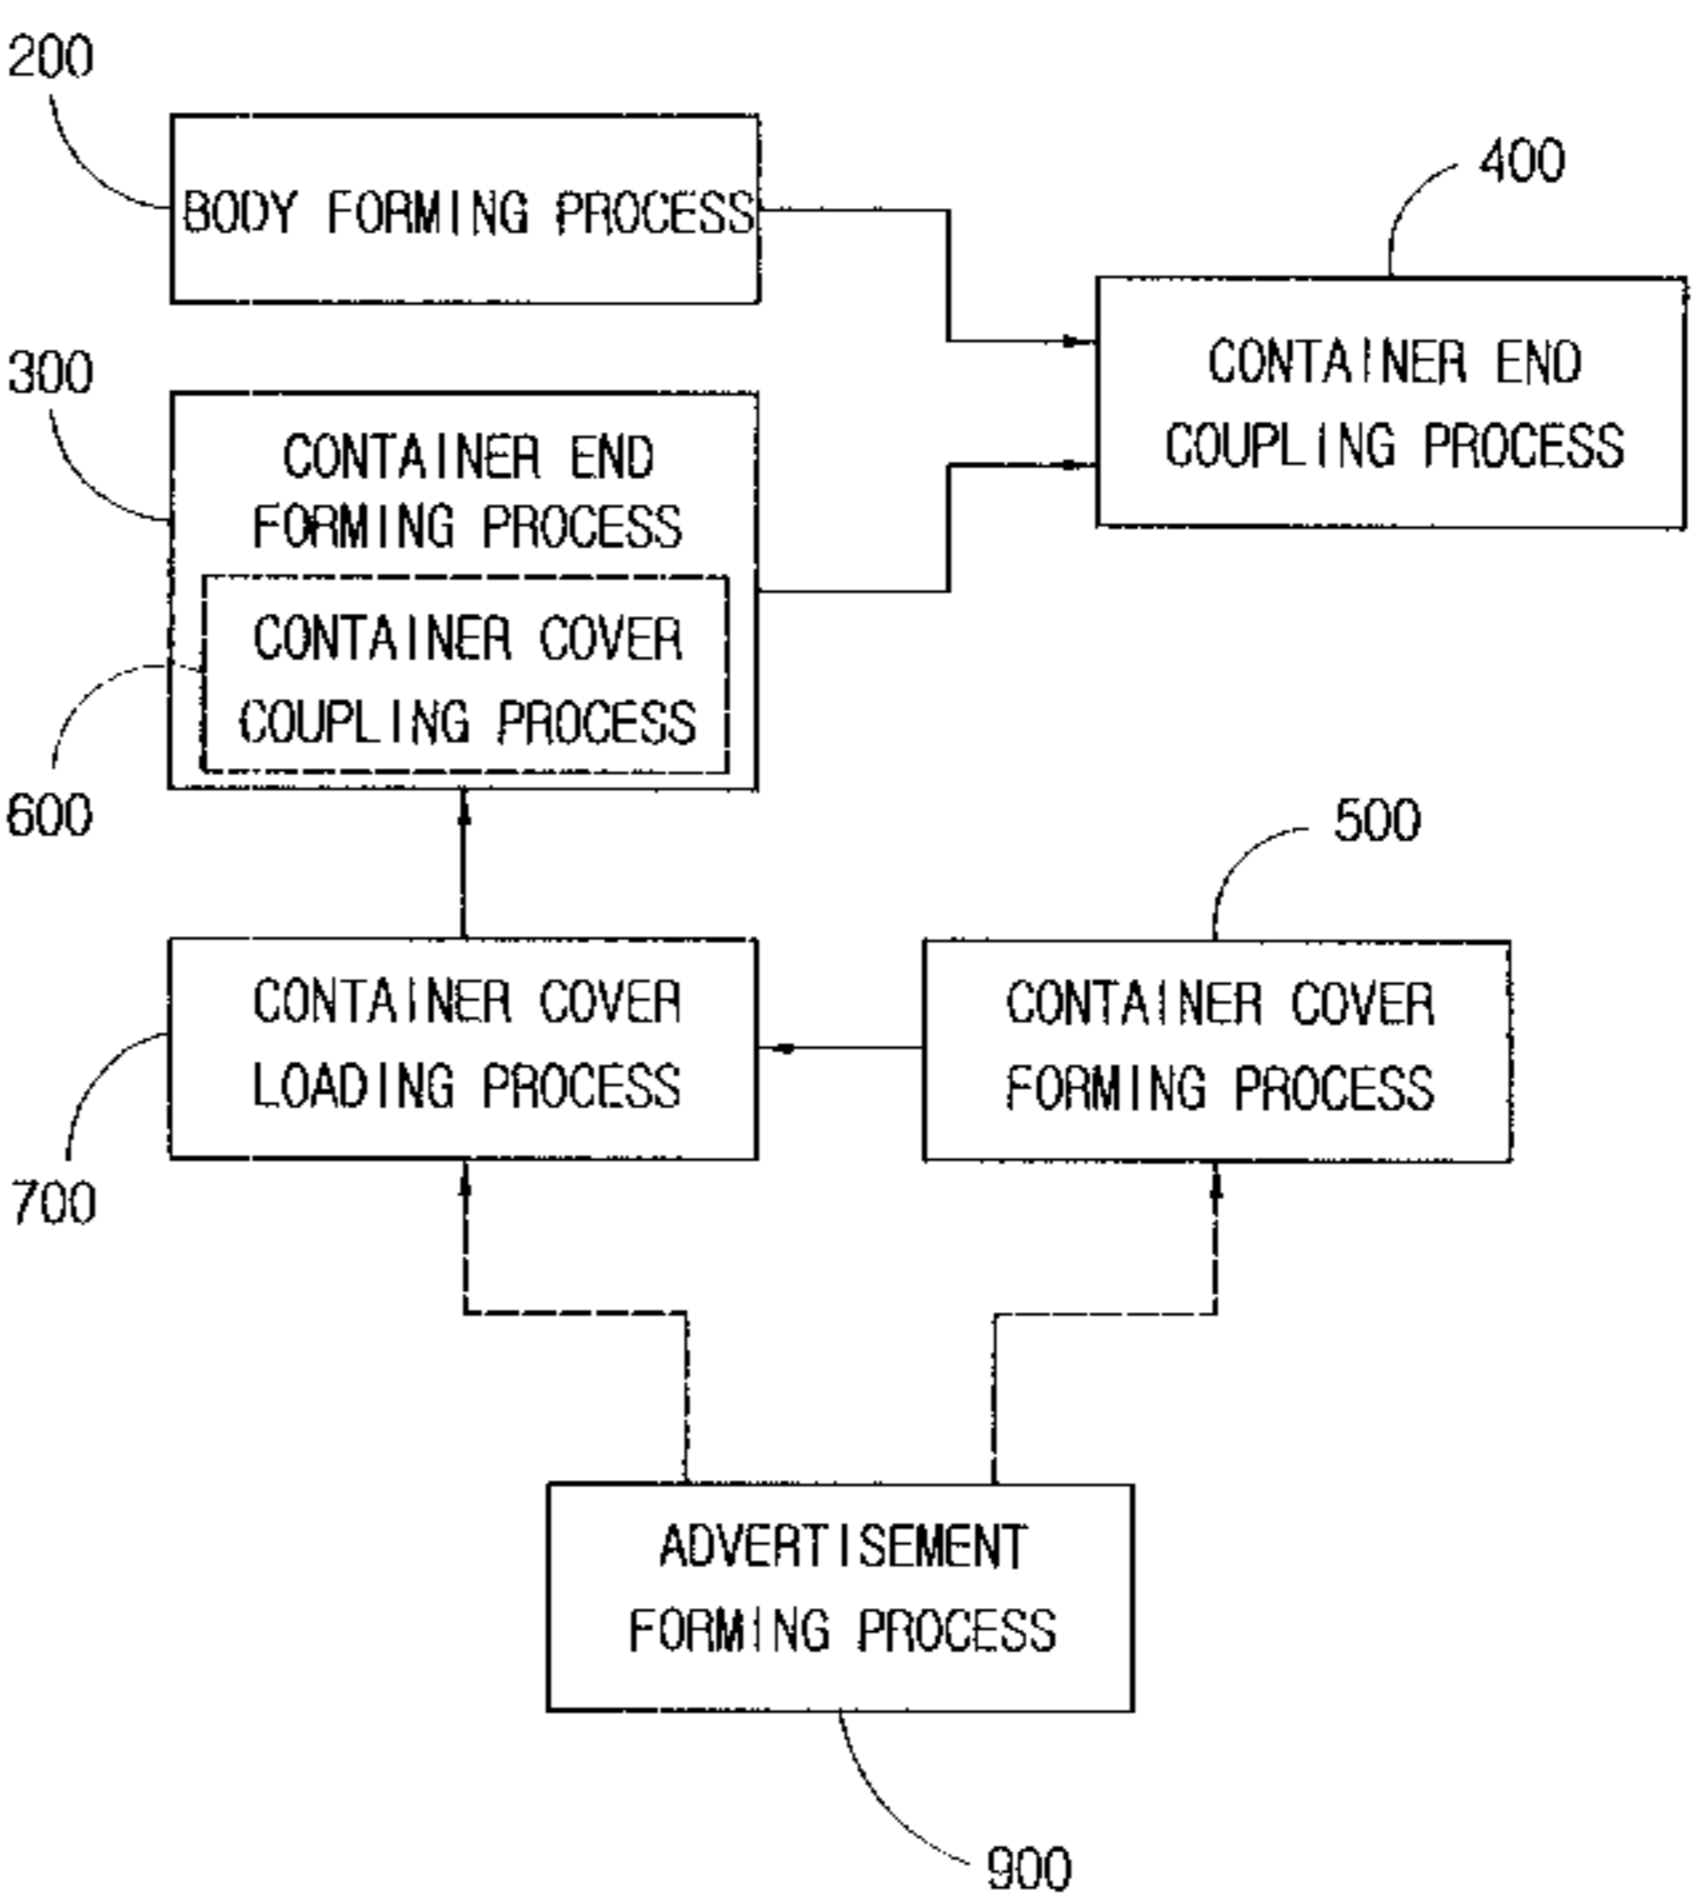 200
BODY FORMING PROCESS
400
CONTAINER END
COUPLING PROCESS
300
CONTAINER END
FORMING PROCESS
CONTAINER COVER
COUPLING PROCESS
600
500
CONTAINER COVER
LOADING PROCESS
CONTAINER COVER
FORMING PROCESS
700
ADVERTISEMENT
FORMING PROCESS
900